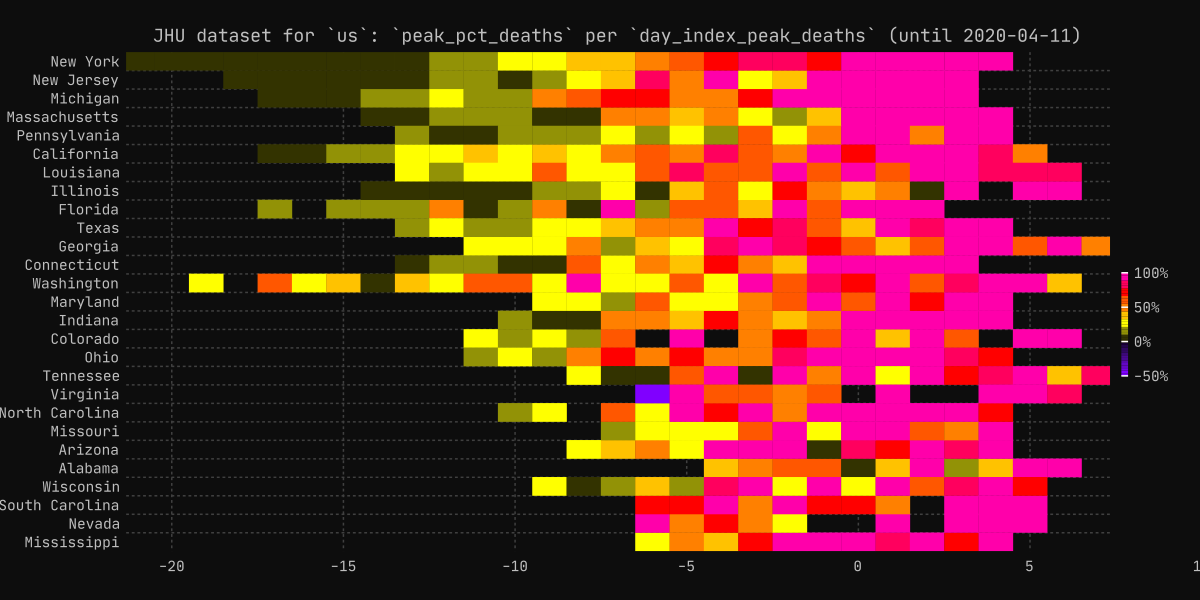 JHU dataset for `us`: `peak_pct_deaths` per `day_index_peak_deaths` (until 2020-04-11)
New York
New Jersey
Michigan
Massachusetts
Pennsylvania
California
Louisiana
Illinois
Florida
Texas
Georgia
Connecticut
Washington
Maryland
Indiana
Colorado
Ohio
Tennessee
Virginia
North Carolina
Missouri
Arizona
Alabama
Wisconsin
South Carolina
Nevada
Mississippi
100%
50%
0%
−50%
−20 −15 −10 −5 0 5 1